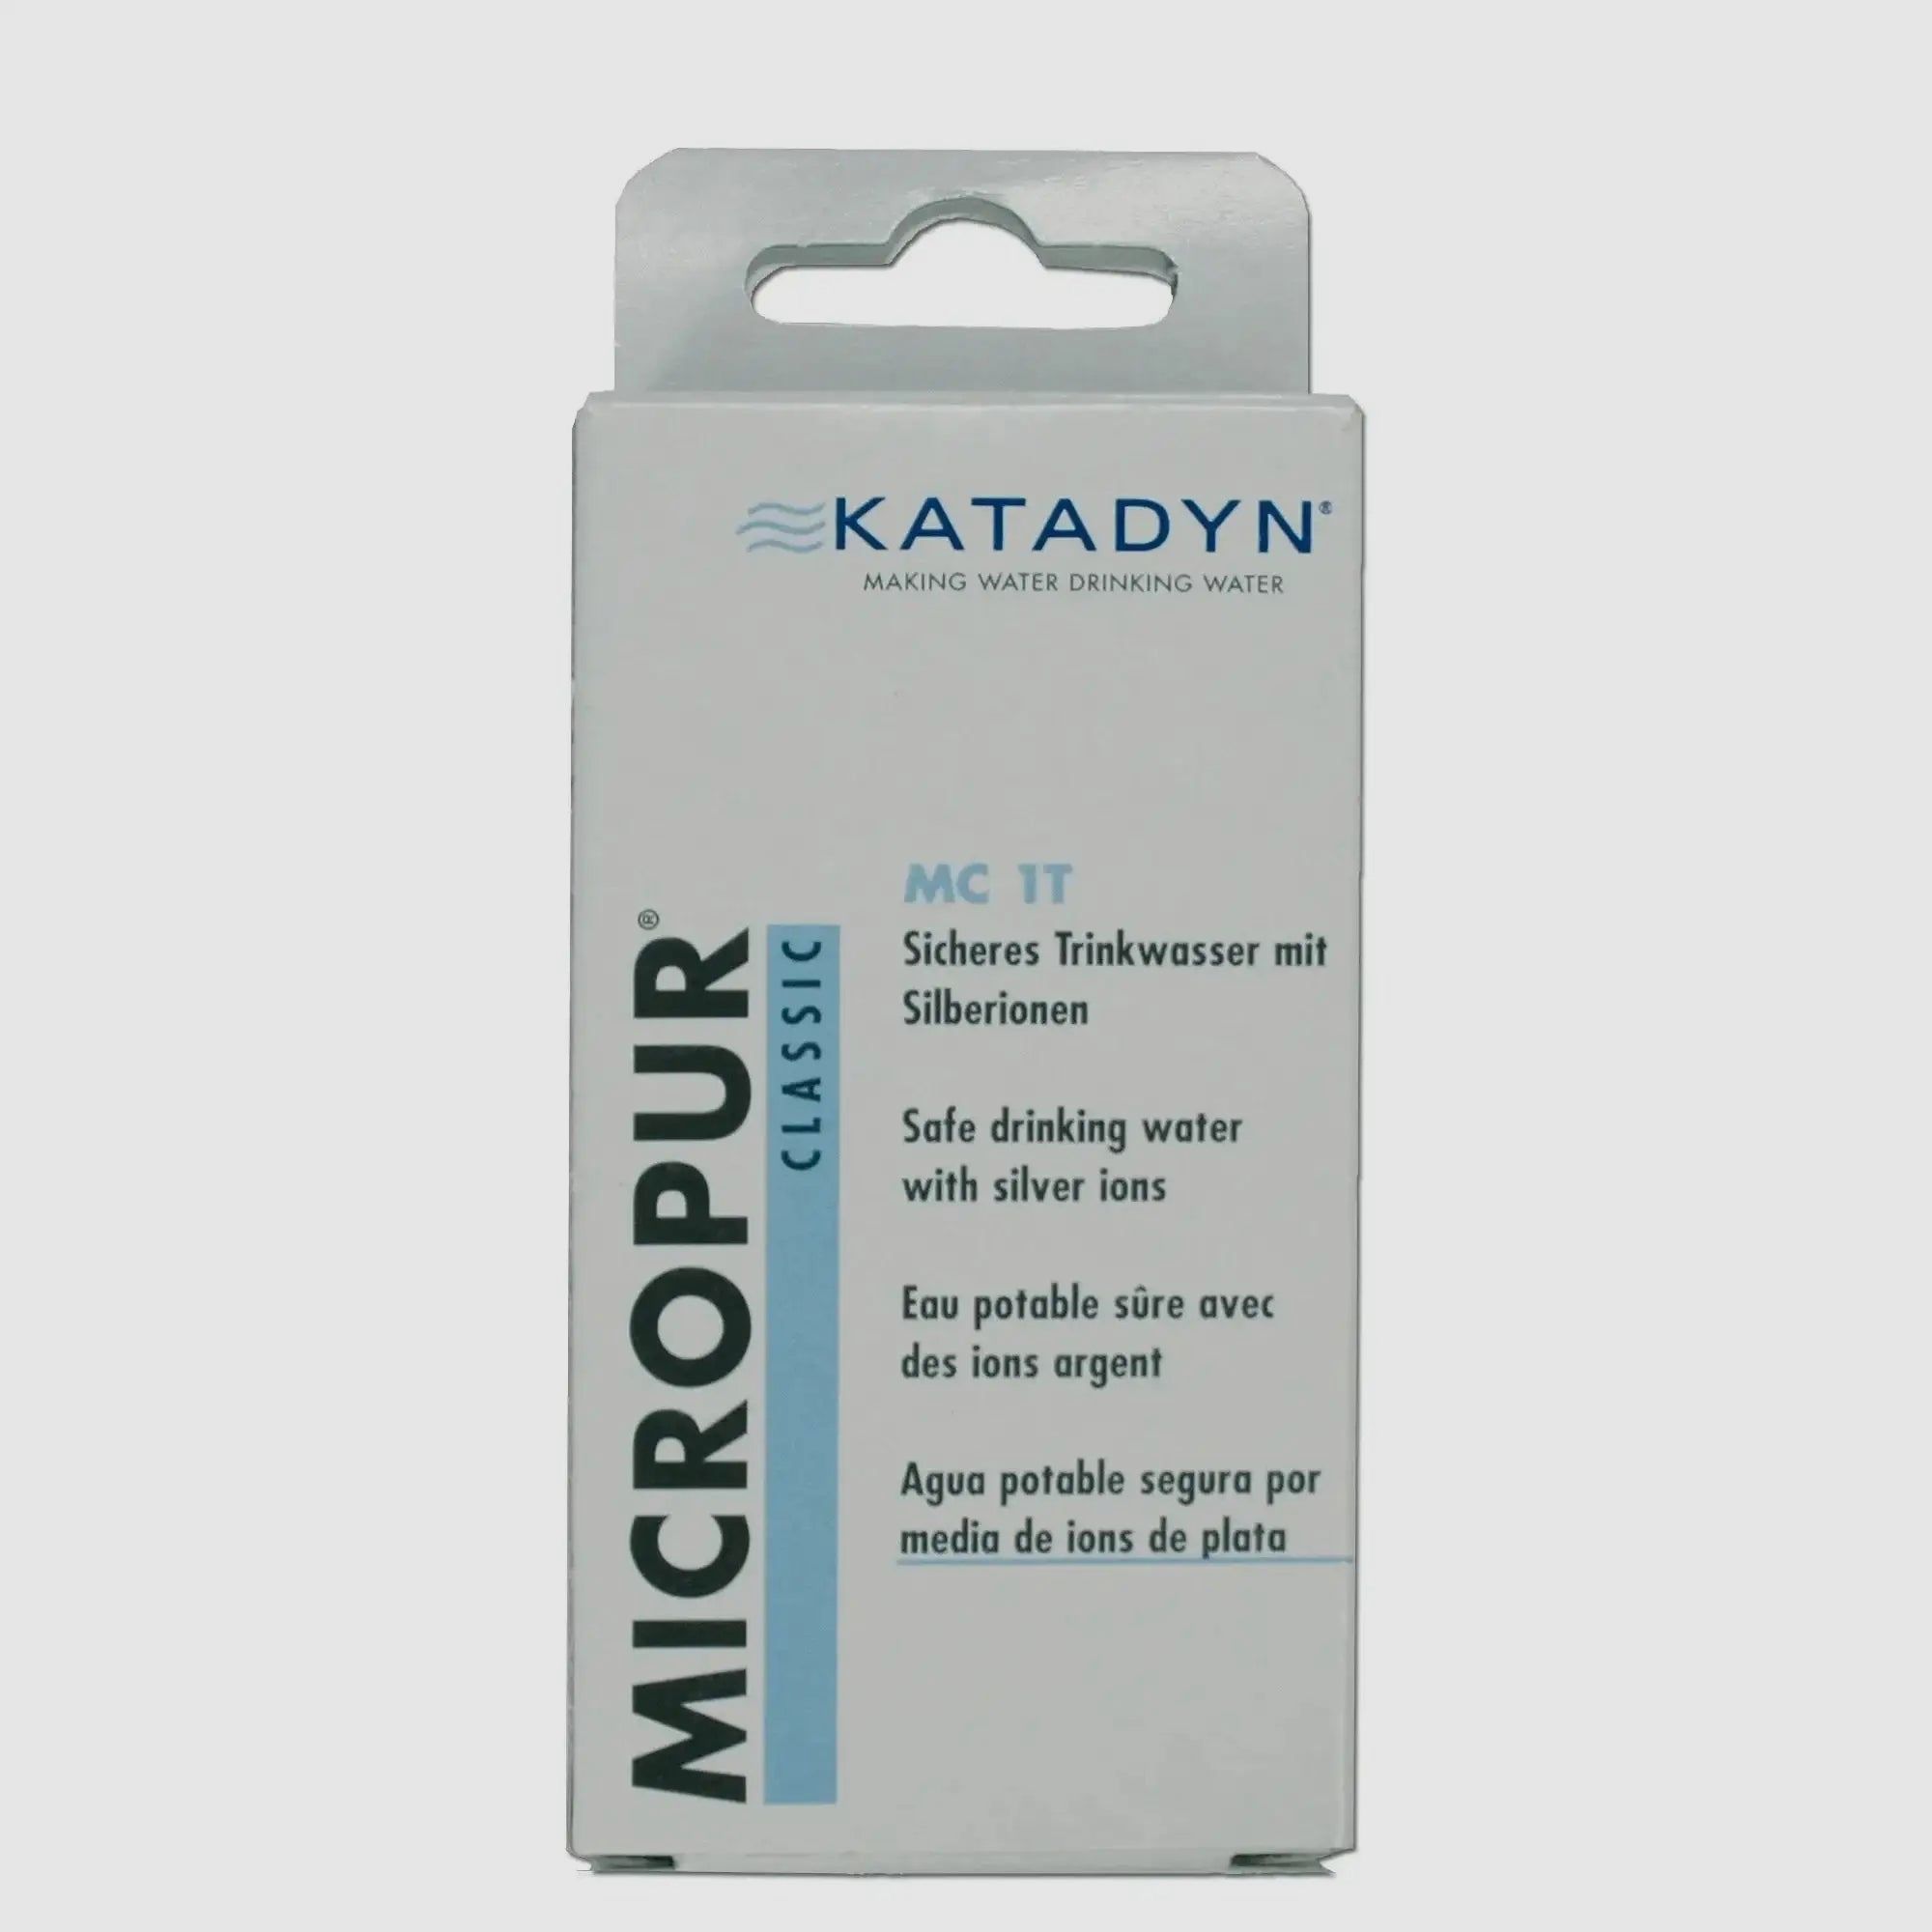 KATADYN®
MAKING WATER DRINKING WATER
MICROPUR®
CLASSIC
MC 1T
Sicheres Trinkwasser mit
Silberionen
Safe drinking water
with silver ions
Eau potable sûre avec
des ions argent
Agua potable segura por
media de ions de plata